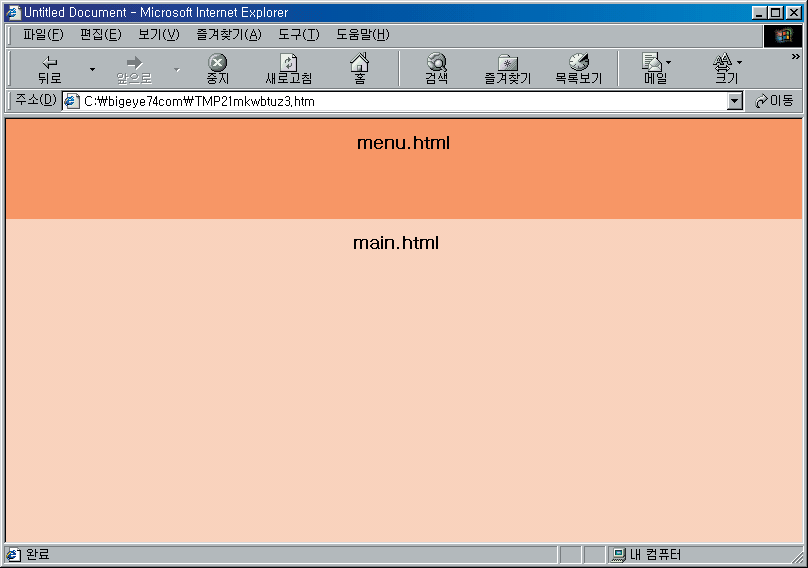 Untitled Document - Microsoft Internet Explorer
파일(F) 편집(E) 보기(V) 즐겨찾기(A) 도구(T) 도움말(H)
뒤로 앞으로 중지 새로고침 홈 검색 즐겨찾기 목록보기 메일 크기 »
주소(D) C:\bigeye74com\TMP21mkwbtuz3.htm 이동
menu.html
main.html
완료 내 컴퓨터